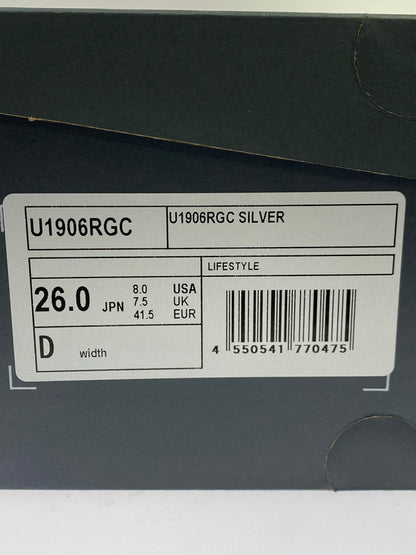 U1906RGC
U1906RGC SILVER
LIFESTYLE
26.0 JPN
8.0 USA
7.5 UK
41.5 EUR
D width
4 550541 770475